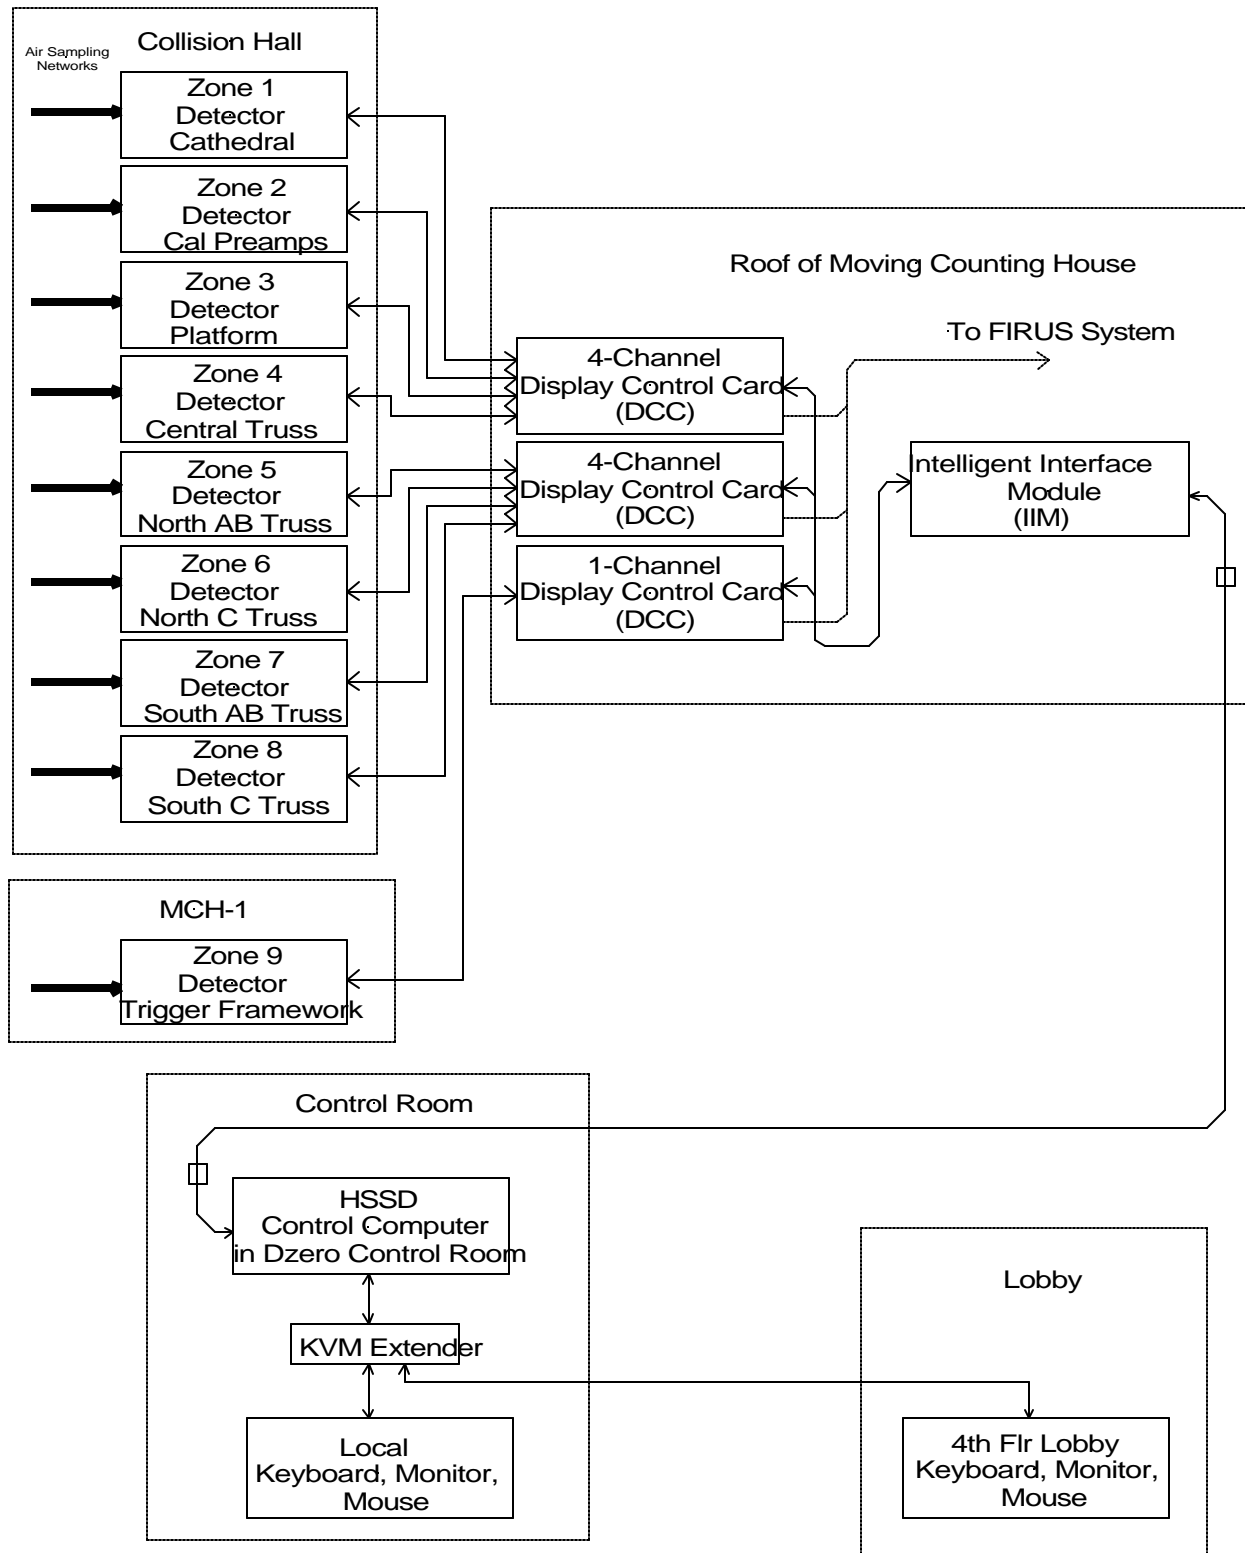 Collision Hall
Air Sampling
Networks
Zone 1
Detector
Cathedral
Zone 2
Detector
Cal Preamps
Zone 3
Detector
Platform
Zone 4
Detector
Central Truss
Zone 5
Detector
North AB Truss
Zone 6
Detector
North C Truss
Zone 7
Detector
South AB Truss
Zone 8
Detector
South C Truss
MCH-1
Zone 9
Detector
Trigger Framework
Roof of Moving Counting House
To FIRUS System
4-Channel
Display Control Card
(DCC)
4-Channel
Display Control Card
(DCC)
1-Channel
Display Control Card
(DCC)
Intelligent Interface
Module
(IIM)
Control Room
HSSD
Control Computer
in Dzero Control Room
KVM Extender
Local
Keyboard, Monitor,
Mouse
Lobby
4th Flr Lobby
Keyboard, Monitor,
Mouse